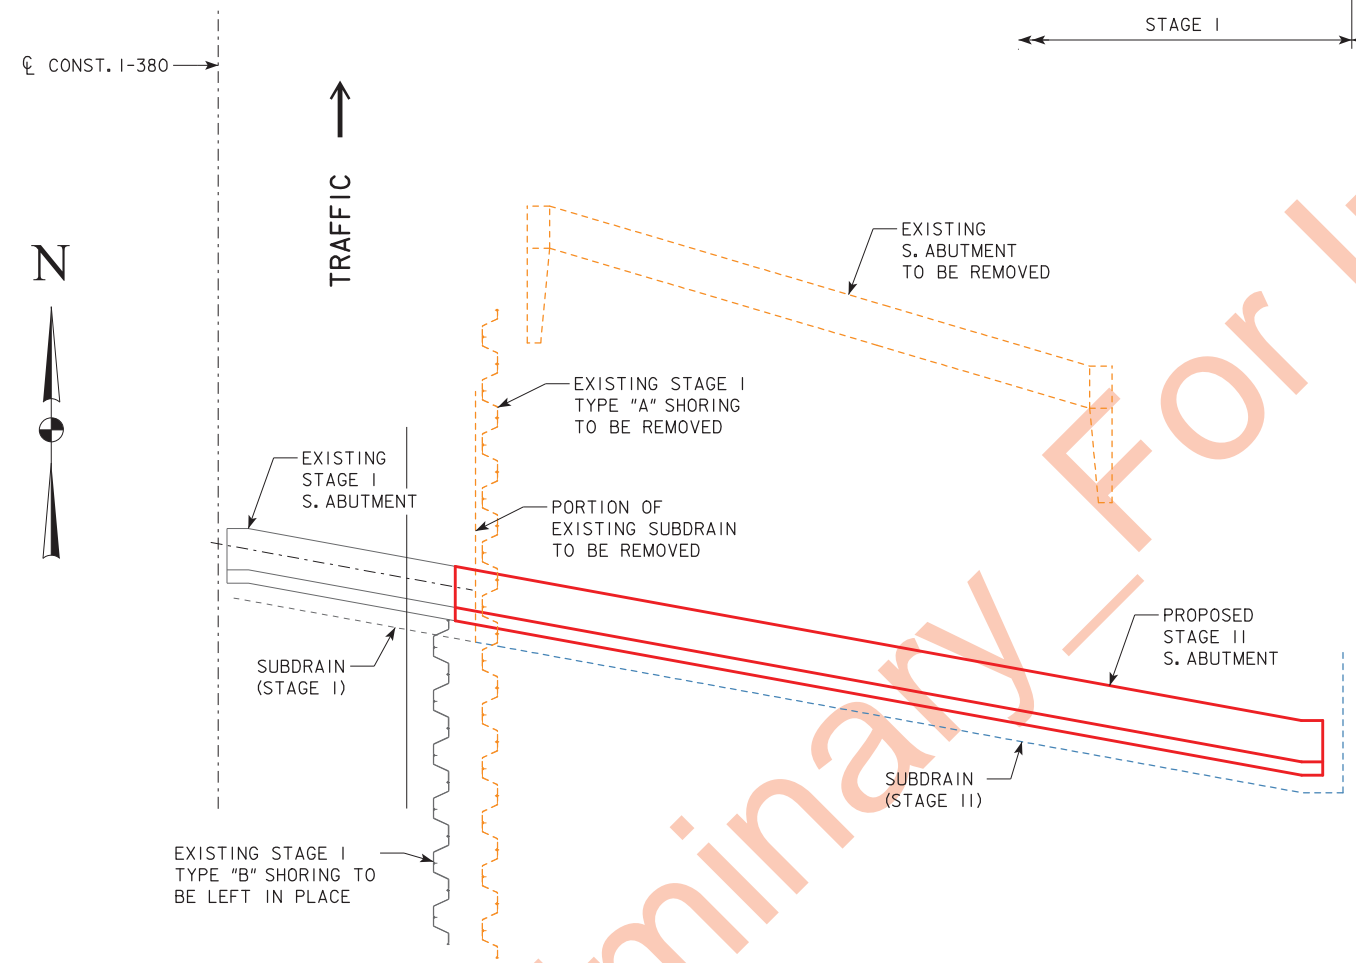 STAGE I
℄ CONST. I-380
TRAFFIC
N
EXISTING
S. ABUTMENT
TO BE REMOVED
EXISTING STAGE I
TYPE "A" SHORING
TO BE REMOVED
EXISTING
STAGE I
S. ABUTMENT
PORTION OF
EXISTING SUBDRAIN
TO BE REMOVED
PROPOSED
STAGE II
S. ABUTMENT
SUBDRAIN
(STAGE I)
SUBDRAIN
(STAGE II)
EXISTING STAGE I
TYPE "B" SHORING TO
BE LEFT IN PLACE
minary_For